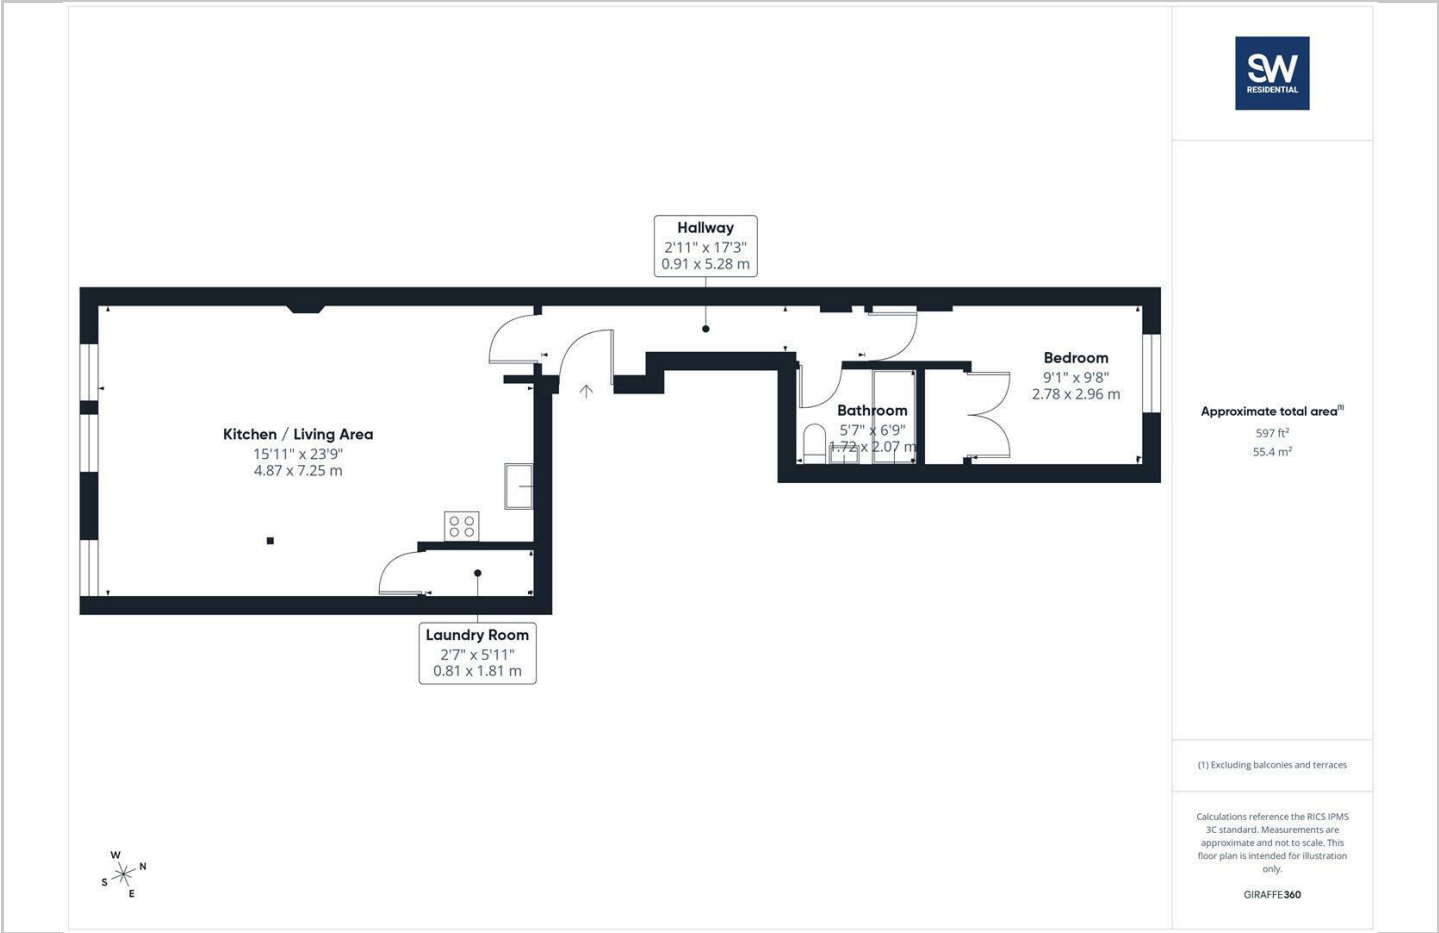 SW
RESIDENTIAL
Hallway
2'11" x 17'3"
0.91 x 5.28 m
Bedroom
9'1" x 9'8"
2.78 x 2.96 m
Bathroom
5'7" x 6'9"
1.72 x 2.07 m
Kitchen / Living Area
15'11" x 23'9"
4.87 x 7.25 m
Laundry Room
2'7" x 5'11"
0.81 x 1.81 m
W
N
S
E
Approximate total area(1)
597 ft²
55.4 m²
(1) Excluding balconies and terraces
Calculations reference the RICS IPMS
3C standard. Measurements are
approximate and not to scale. This
floor plan is intended for illustration
only.
GIRAFFE360